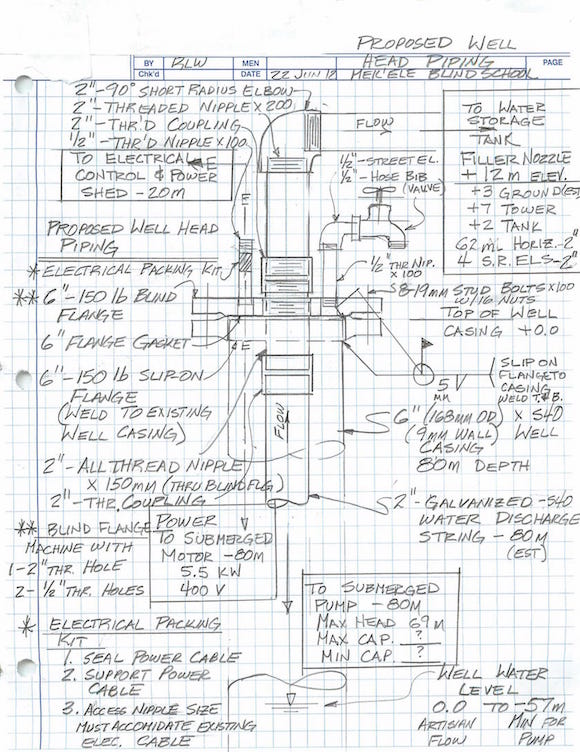 PROPOSED WELL
HEAD PIPING
MEIL'ELE BLIND SCHOOL
BY RLW MEN
Chk'd DATE 22 JUN 12
PAGE
2"-90° SHORT RADIUS ELBOW
2"-THREADED NIPPLE X 200
2"-THR'D COUPLING
1/2"-THR'D NIPPLE X 100
TO ELECTRICAL E
CONTROL & POWER
SHED - 20M
FLOW
1/2"-STREET EL.
1/2"-HOSE BIB
(VALVE)
TO WATER
STORAGE
TANK
FILLER NOZZLE
+12m ELEV.
+3 GROUND (EST)
+7 TOWER
+2 TANK
62 m HORIZ.-2"
4 S.R. ELS-2"
E
PROPOSED WELL HEAD
PIPING
* ELECTRICAL PACKING KIT
** 6"-150 lb BLIND
FLANGE
6" FLANGE GASKET
E
6"-150 lb SLIP-ON
FLANGE
(WELD TO EXISTING
WELL CASING)
1/2" THR NIP.
X 100
8-19mm STUD BOLTS X 100
W/16 NUTS
TOP OF WELL
CASING +0.0
5 V
MM
SLIP ON
FLANGE TO
CASING
WELD T. & B.
6" (168mm OD) X S40
(9mm WALL) WELL
CASING
80m DEPTH
FLOW
2"-ALL THREAD NIPPLE
X 150mm (THRU BLIND FLG)
2"-THR. COUPLING
2"-GALVANIZED-S40
WATER DISCHARGE
STRING - 80M
(EST)
** BLIND FLANGE
MACHINE WITH
1-2" THR. HOLE
2-1/2" THR. HOLES
POWER
TO SUBMERGED
MOTOR -80M
5.5 KW
400 V
TO SUBMERGED
PUMP - 80M
MAX HEAD 69M
MAX CAP. ?
MIN CAP. ?
* ELECTRICAL PACKING
KIT
1. SEAL POWER CABLE
2. SUPPORT POWER
CABLE
3. ACCESS NIPPLE SIZE
MUST ACCOMIDATE EXISTING
ELEC. CABLE
WELL WATER
LEVEL
0.0 TO -57m
ARTISIAN MIN FOR
FLOW PUMP